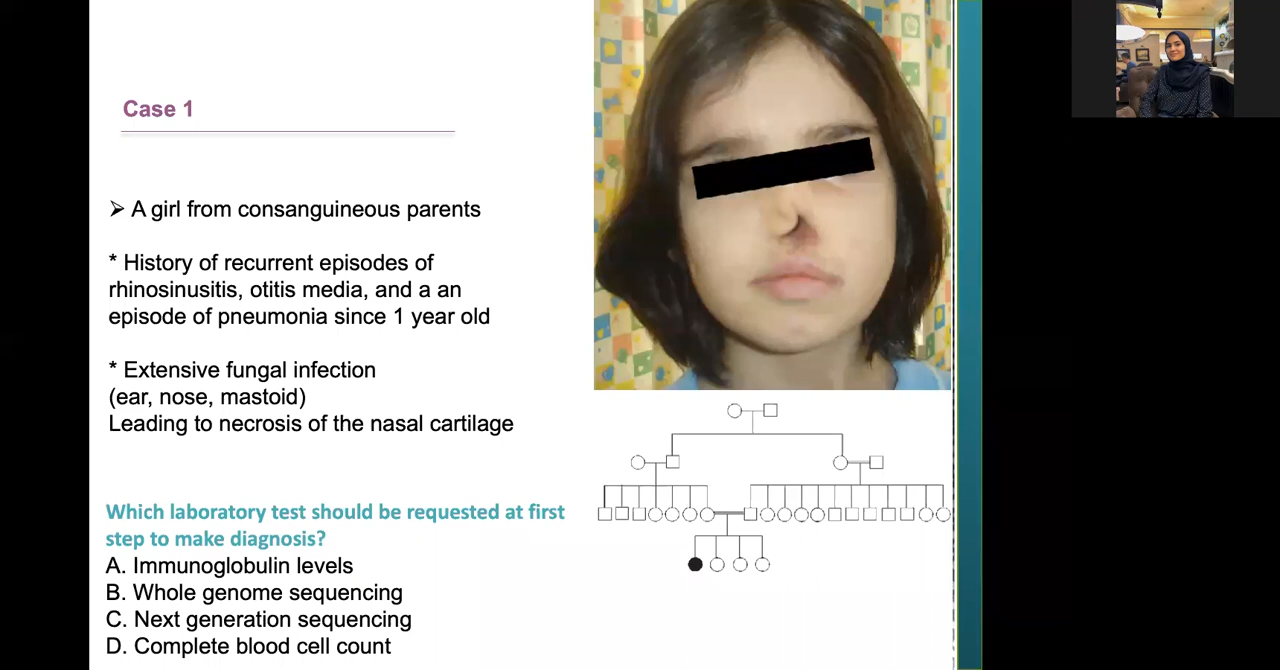 Case 1
➢ A girl from consanguineous parents
* History of recurrent episodes of
rhinosinusitis, otitis media, and a an
episode of pneumonia since 1 year old
* Extensive fungal infection
(ear, nose, mastoid)
Leading to necrosis of the nasal cartilage
Which laboratory test should be requested at first
step to make diagnosis?
A. Immunoglobulin levels
B. Whole genome sequencing
C. Next generation sequencing
D. Complete blood cell count